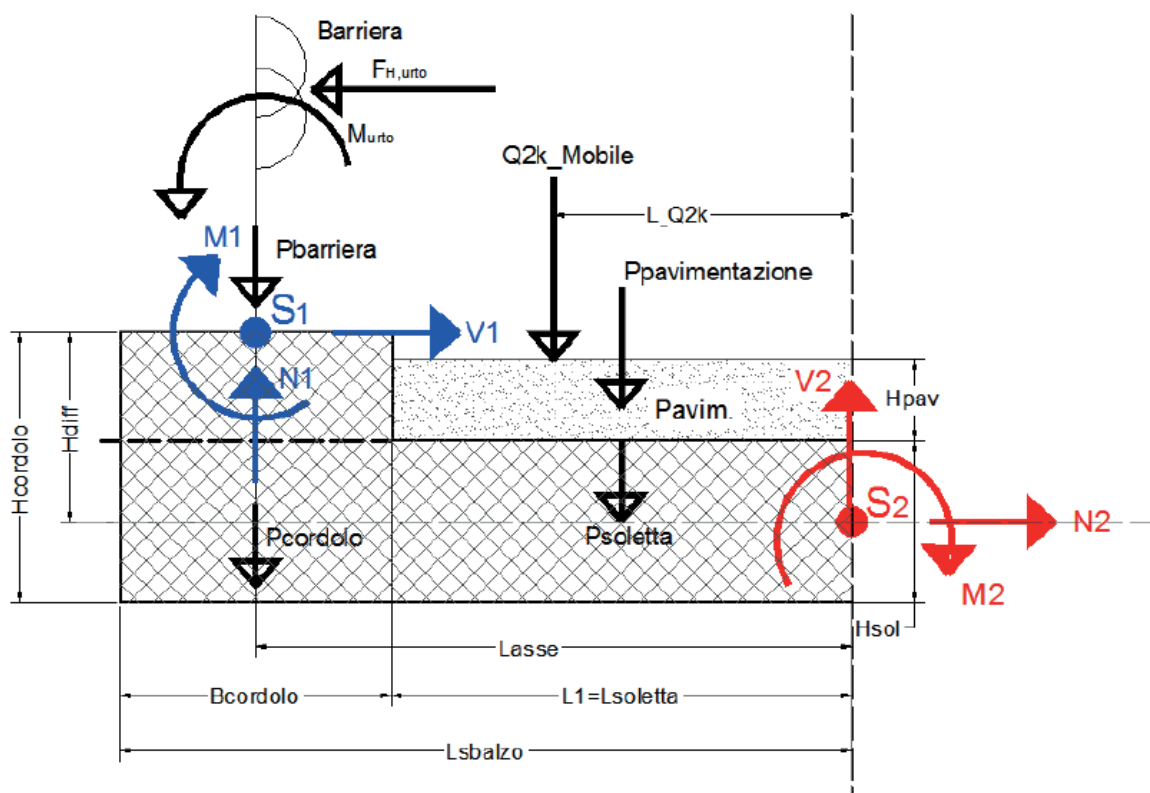 Barriera
FH,urto
Murto
Q2k_Mobile
L_Q2k
M1
Pbarriera
Ppavimentazione
S1
V1
N1
V2
Hpav
Pavim.
Hcordolo
Hdiff
S2
N2
Pcordolo
Psoletta
M2
Hsol
Lasse
Bcordolo
L1=Lsoletta
Lsbalzo